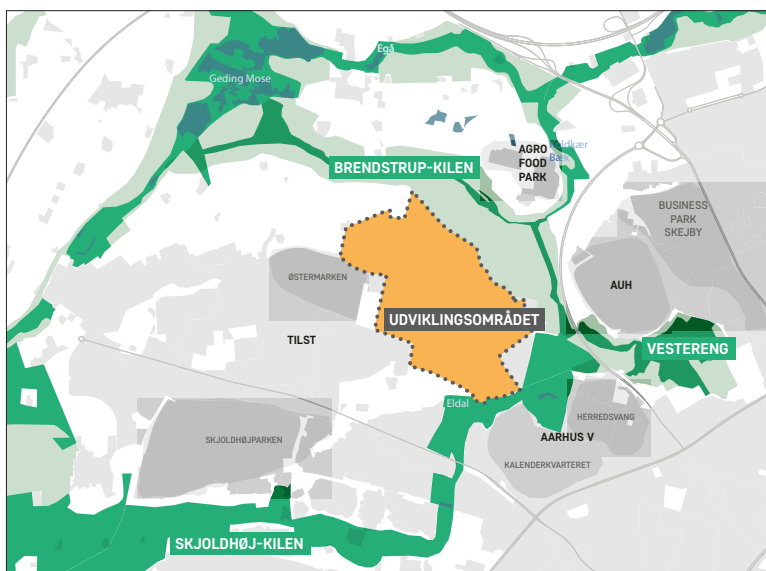 Egå
Geding Mose
AGRO
FOOD
PARK
Bæk
BRENDSTRUP-KILEN
BUSINESS
PARK
SKEJBY
ØSTERMARKEN
AUH
UDVIKLINGSOMRÅDET
TILST
VESTERENG
Eldal
HERREDSVANG
AARHUS V
SKJOLDHØJPARKEN
KALENDERKVARTERET
SKJOLDHØJ-KILEN